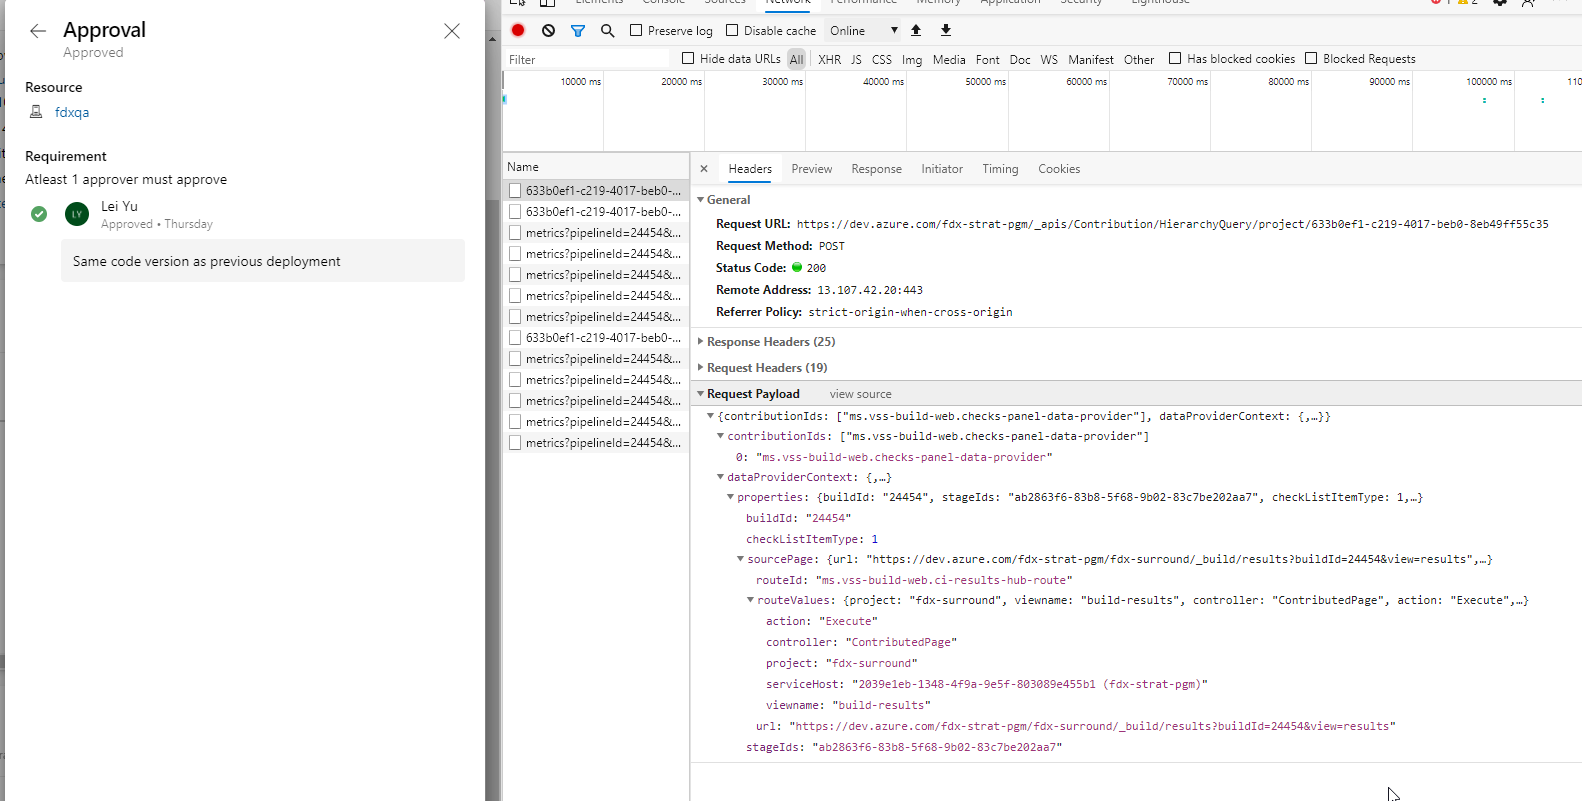 Approval
Approved
Resource
fdxqa
Requirement
Atleast 1 approver must approve
LY
Lei Yu
Approved • Thursday
Same code version as previous deployment
Elements Console Sources Network Performance Memory Application Security Lighthouse
1 2
Preserve log Disable cache Online
Filter Hide data URLs All XHR JS CSS Img Media Font Doc WS Manifest Other Has blocked cookies Blocked Requests
10000 ms 20000 ms 30000 ms 40000 ms 50000 ms 60000 ms 70000 ms 80000 ms 90000 ms 100000 ms
Name
633b0ef1-c219-4017-beb0-...
633b0ef1-c219-4017-beb0-...
metrics?pipelineId=24454&...
metrics?pipelineId=24454&...
metrics?pipelineId=24454&...
metrics?pipelineId=24454&...
metrics?pipelineId=24454&...
633b0ef1-c219-4017-beb0-...
metrics?pipelineId=24454&...
metrics?pipelineId=24454&...
metrics?pipelineId=24454&...
metrics?pipelineId=24454&...
metrics?pipelineId=24454&...
× Headers Preview Response Initiator Timing Cookies
General
Request URL: https://dev.azure.com/fdx-strat-pgm/_apis/Contribution/HierarchyQuery/project/633b0ef1-c219-4017-beb0-8eb49ff55c35
Request Method: POST
Status Code: 200
Remote Address: 13.107.42.20:443
Referrer Policy: strict-origin-when-cross-origin
Response Headers (25)
Request Headers (19)
Request Payload view source
{contributionIds: ["ms.vss-build-web.checks-panel-data-provider"], dataProviderContext: {,…}}
contributionIds: ["ms.vss-build-web.checks-panel-data-provider"]
0: "ms.vss-build-web.checks-panel-data-provider"
dataProviderContext: {,…}
properties: {buildId: "24454", stageIds: "ab2863f6-83b8-5f68-9b02-83c7be202aa7", checkListItemType: 1,…}
buildId: "24454"
checkListItemType: 1
sourcePage: {url: "https://dev.azure.com/fdx-strat-pgm/fdx-surround/_build/results?buildId=24454&view=results",…}
routeId: "ms.vss-build-web.ci-results-hub-route"
routeValues: {project: "fdx-surround", viewname: "build-results", controller: "ContributedPage", action: "Execute",…}
action: "Execute"
controller: "ContributedPage"
project: "fdx-surround"
serviceHost: "2039e1eb-1348-4f9a-9e5f-803089e455b1 (fdx-strat-pgm)"
viewname: "build-results"
url: "https://dev.azure.com/fdx-strat-pgm/fdx-surround/_build/results?buildId=24454&view=results"
stageIds: "ab2863f6-83b8-5f68-9b02-83c7be202aa7"